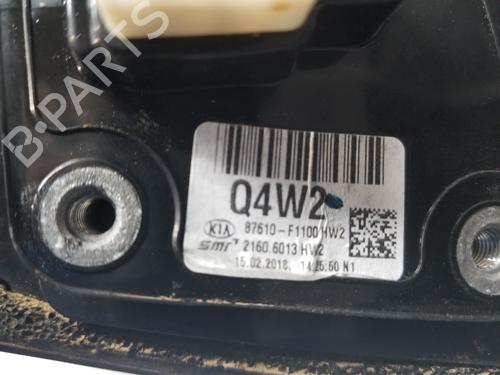 B-PARTS
Q4W2
KIA 87610-F1100 HW2
SMR 2160.6013 HW2
15.02.2018. 14:25:50 N1